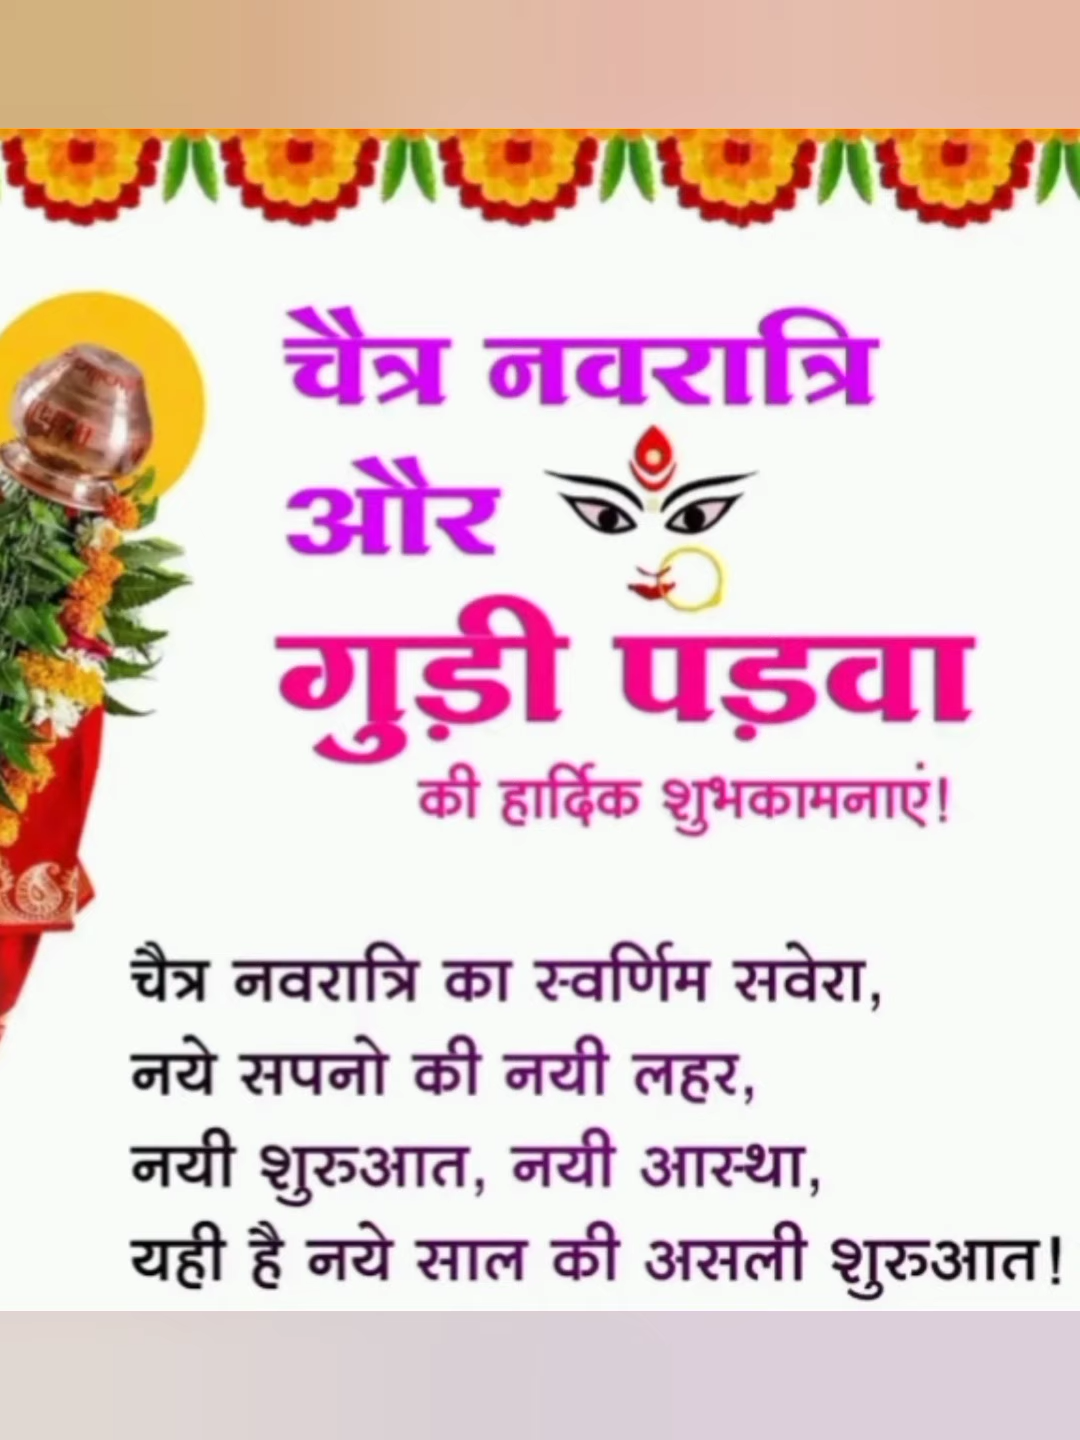 चैत्र नवरात्रि
और
गुड़ी पड़वा
की हार्दिक शुभकामनाएं!
चैत्र नवरात्रि का स्वर्णिम सवेरा,
नये सपनो की नयी लहर,
नयी शुरुआत, नयी आस्था,
यही है नये साल की असली शुरुआत!